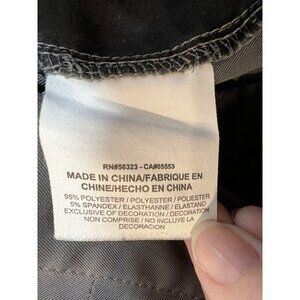 RN#56323 - CA#05553
MADE IN CHINA/FABRIQUE EN
CHINE/HECHO EN CHINA
95% POLYESTER / POLYESTER / POLIESTER
5% SPANDEX / ELASTHANNE / ELASTANO
EXCLUSIVE OF DECORATION / DECORATION
NON COMPRISE / NO INCLUYE LA